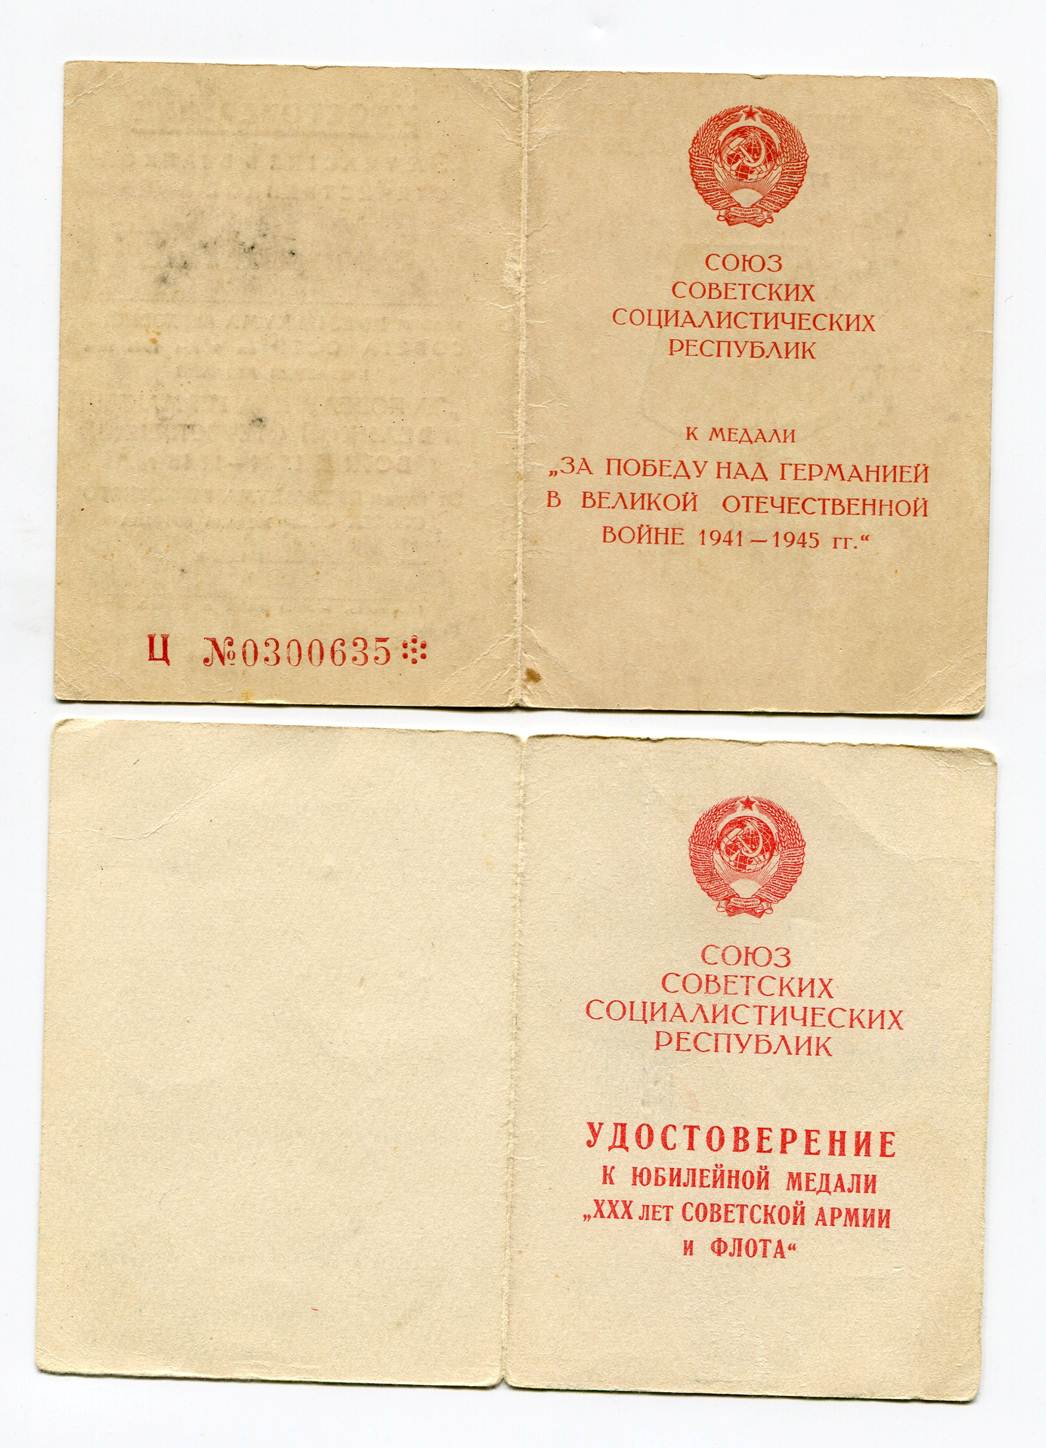 СОЮЗ
СОВЕТСКИХ
СОЦИАЛИСТИЧЕСКИХ
РЕСПУБЛИК
К МЕДАЛИ
„ЗА ПОБЕДУ НАД ГЕРМАНИЕЙ
В ВЕЛИКОЙ ОТЕЧЕСТВЕННОЙ
ВОЙНЕ 1941—1945 гг.“
Ц №0300635
СОЮЗ
СОВЕТСКИХ
СОЦИАЛИСТИЧЕСКИХ
РЕСПУБЛИК
УДОСТОВЕРЕНИЕ
К ЮБИЛЕЙНОЙ МЕДАЛИ
„XXX ЛЕТ СОВЕТСКОЙ АРМИИ
И ФЛОТА“